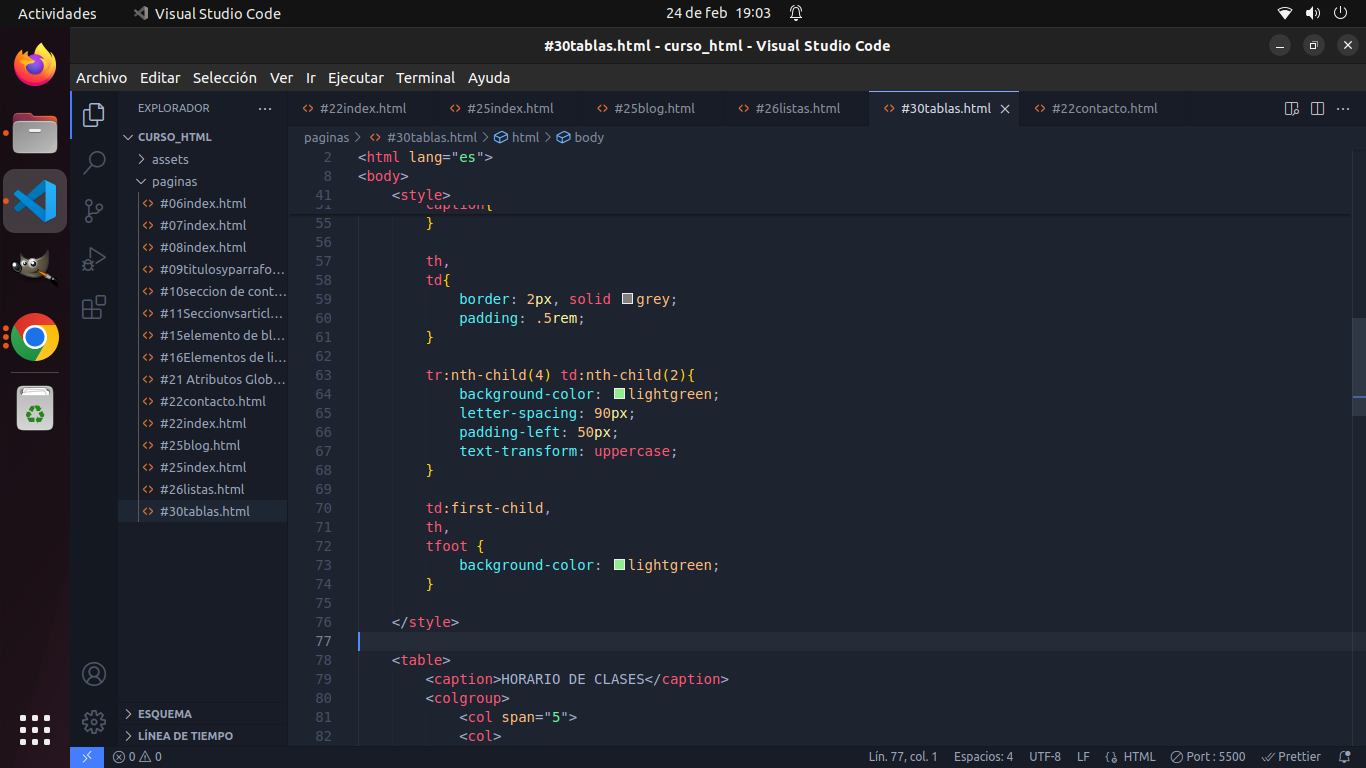 Actividades
Visual Studio Code
24 de feb 19:03
#30tablas.html - curso_html - Visual Studio Code
Archivo Editar Selección Ver Ir Ejecutar Terminal Ayuda
EXPLORADOR ···
CURSO_HTML
assets
paginas
#06index.html
#07index.html
#08index.html
#09titulosyparrafo...
#10seccion de cont...
#11Seccionvsarticl...
#15elemento de bl...
#16Elementos de li...
#21 Atributos Glob...
#22contacto.html
#22index.html
#25blog.html
#25index.html
#26listas.html
#30tablas.html
ESQUEMA
LÍNEA DE TIEMPO
#22index.html #25index.html #25blog.html #26listas.html #30tablas.html #22contacto.html
paginas > #30tablas.html > html > body
2 <html lang="es">
8 <body>
41 <style>
51 caption{
55 }
56
57 th,
58 td{
59 border: 2px, solid grey;
60 padding: .5rem;
61 }
62
63 tr:nth-child(4) td:nth-child(2){
64 background-color: lightgreen;
65 letter-spacing: 90px;
66 padding-left: 50px;
67 text-transform: uppercase;
68 }
69
70 td:first-child,
71 th,
72 tfoot {
73 background-color: lightgreen;
74 }
75
76 </style>
77
78 <table>
79 <caption>HORARIO DE CLASES</caption>
80 <colgroup>
81 <col span="5">
82 <col>
0 0
Lín. 77, col. 1 Espacios: 4 UTF-8 LF HTML Port : 5500 Prettier